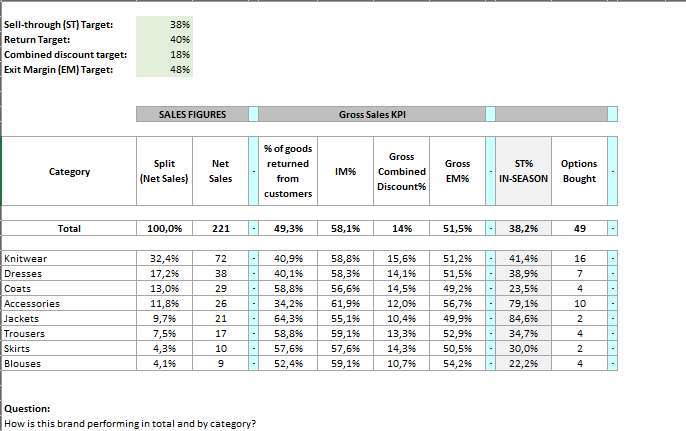 Sell-through (ST) Target: 38%
Return Target: 40%
Combined discount target: 18%
Exit Margin (EM) Target: 48%
SALES FIGURES Gross Sales KPI
Category Split (Net Sales) Net Sales - % of goods returned from customers IM% Gross Combined Discount% Gross EM% - ST% IN-SEASON Options Bought -
Total 100,0% 221 - 49,3% 58,1% 14% 51,5% - 38,2% 49 -
Knitwear 32,4% 72 - 40,9% 58,8% 15,6% 51,2% - 41,4% 16 -
Dresses 17,2% 38 - 40,1% 58,3% 14,1% 51,5% - 38,9% 7 -
Coats 13,0% 29 - 58,8% 56,6% 14,5% 49,2% - 23,5% 4 -
Accessories 11,8% 26 - 34,2% 61,9% 12,0% 56,7% - 79,1% 10 -
Jackets 9,7% 21 - 64,3% 55,1% 10,4% 49,9% - 84,6% 2 -
Trousers 7,5% 17 - 58,8% 59,1% 13,3% 52,9% - 34,7% 4 -
Skirts 4,3% 10 - 57,6% 57,6% 14,3% 50,5% - 30,0% 2 -
Blouses 4,1% 9 - 52,4% 59,1% 10,7% 54,2% - 22,2% 4 -
Question:
How is this brand performing in total and by category?